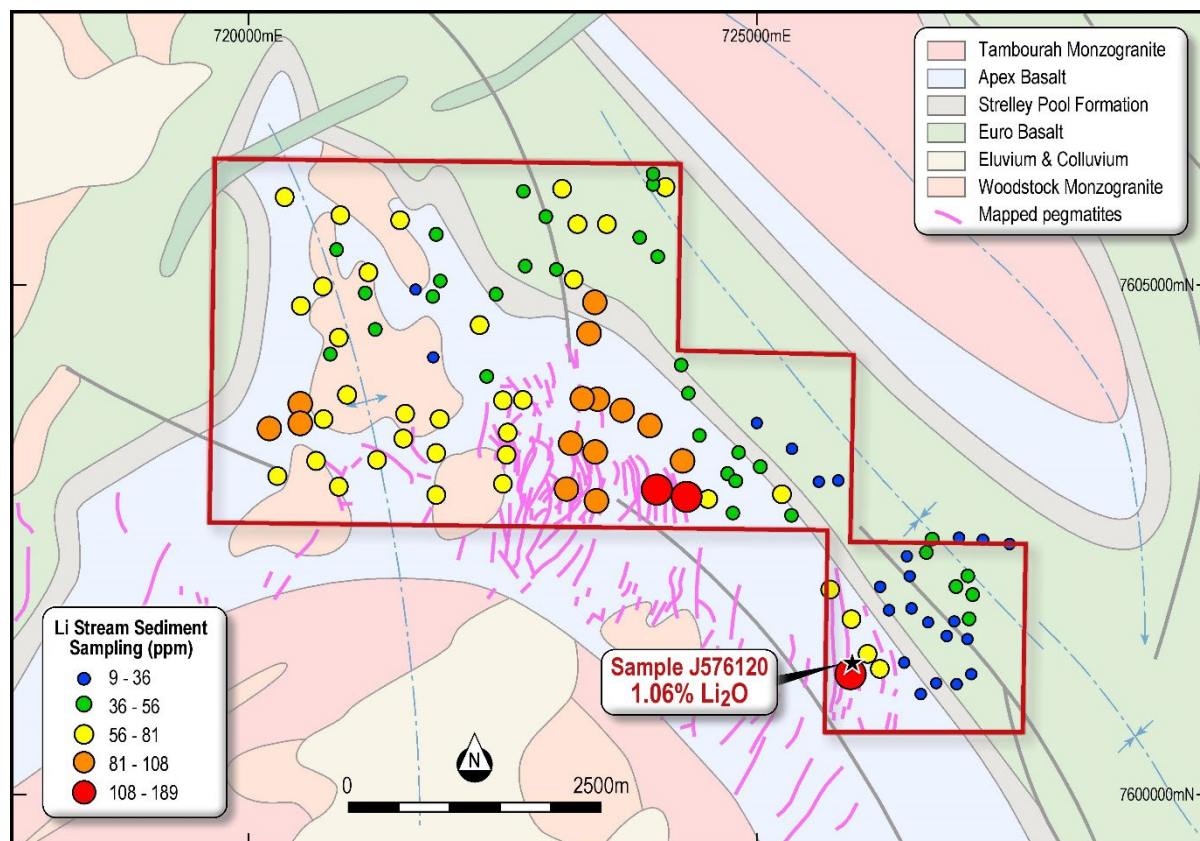 720000mE
725000mE
Tambourah Monzogranite
Apex Basalt
Strelley Pool Formation
Euro Basalt
Eluvium & Colluvium
Woodstock Monzogranite
Mapped pegmatites
7605000mN
Li Stream Sediment
Sampling (ppm)
9 - 36
36 - 56
56 - 81
81 - 108
108 - 189
Sample J576120
1.06% Li₂O
N
0
2500m
7600000mN